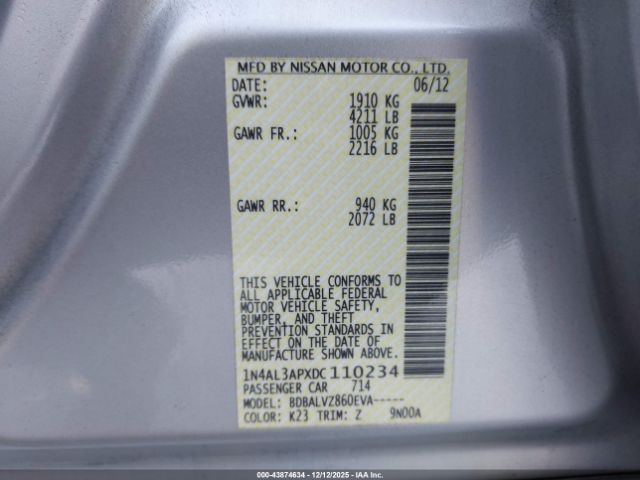 MFD BY NISSAN MOTOR CO., LTD.
DATE: 06/12
GVWR: 1910 KG
4211 LB
GAWR FR.: 1005 KG
2216 LB
GAWR RR.: 940 KG
2072 LB
THIS VEHICLE CONFORMS TO
ALL APPLICABLE FEDERAL
MOTOR VEHICLE SAFETY,
BUMPER, AND THEFT
PREVENTION STANDARDS IN
EFFECT ON THE DATE OF
MANUFACTURE SHOWN ABOVE.
1N4AL3APXDC110234
PASSENGER CAR 714
MODEL: BDBALVZ860EVA-----
COLOR: K23 TRIM: Z 9N00A
000-43874634 • 12/12/2025 • IAAI.COM